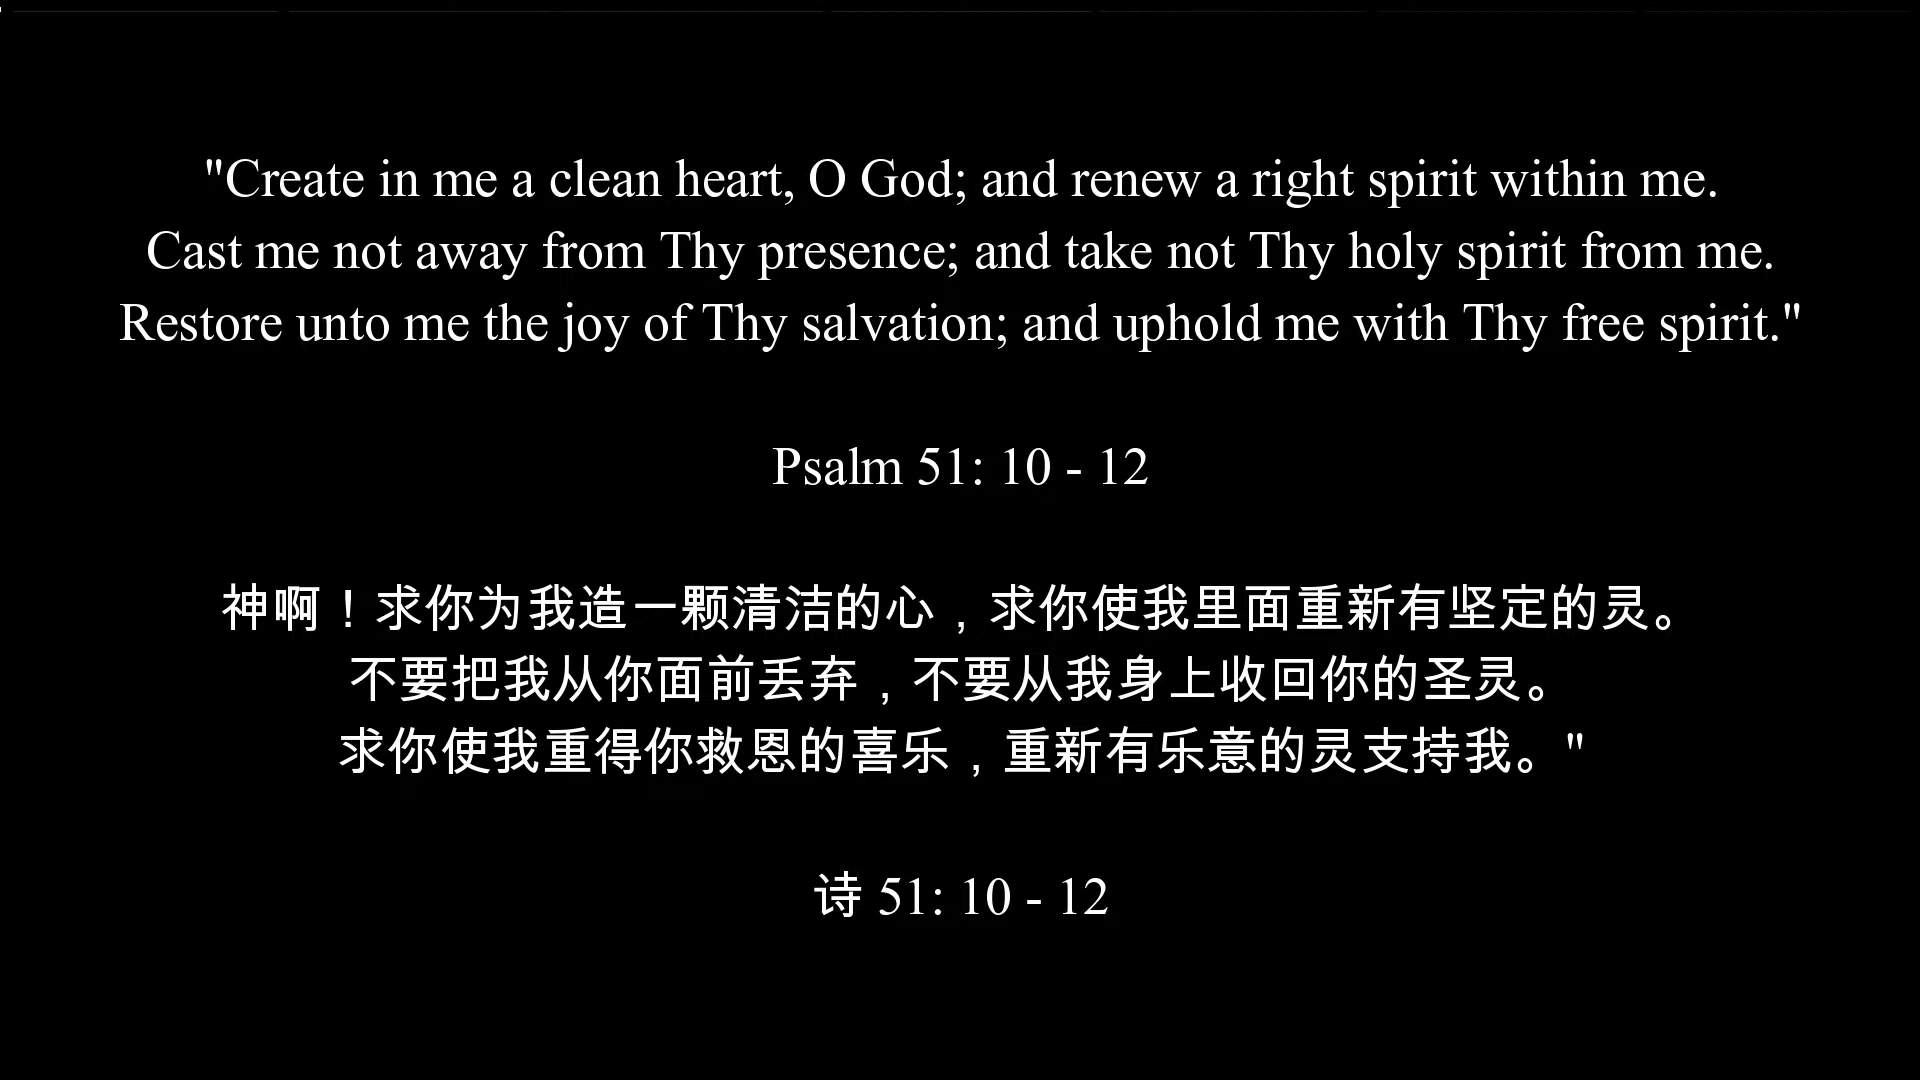 "Create in me a clean heart, O God; and renew a right spirit within me.
Cast me not away from Thy presence; and take not Thy holy spirit from me.
Restore unto me the joy of Thy salvation; and uphold me with Thy free spirit."
Psalm 51: 10 - 12
神啊！求你为我造一颗清洁的心，求你使我里面重新有坚定的灵。
不要把我从你面前丢弃，不要从我身上收回你的圣灵。
求你使我重得你救恩的喜乐，重新有乐意的灵支持我。"
诗 51: 10 - 12